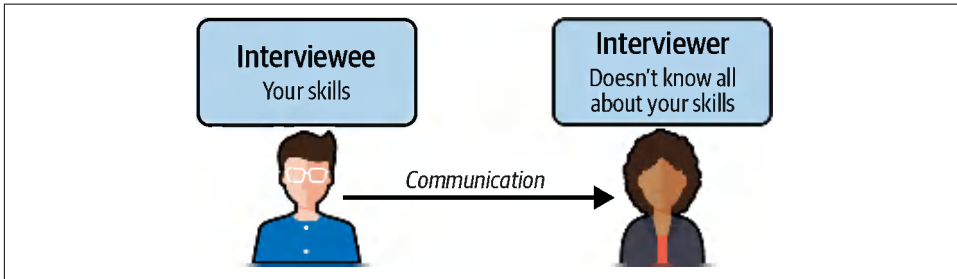 Interviewee
Your skills
Interviewer
Doesn't know all
about your skills
Communication